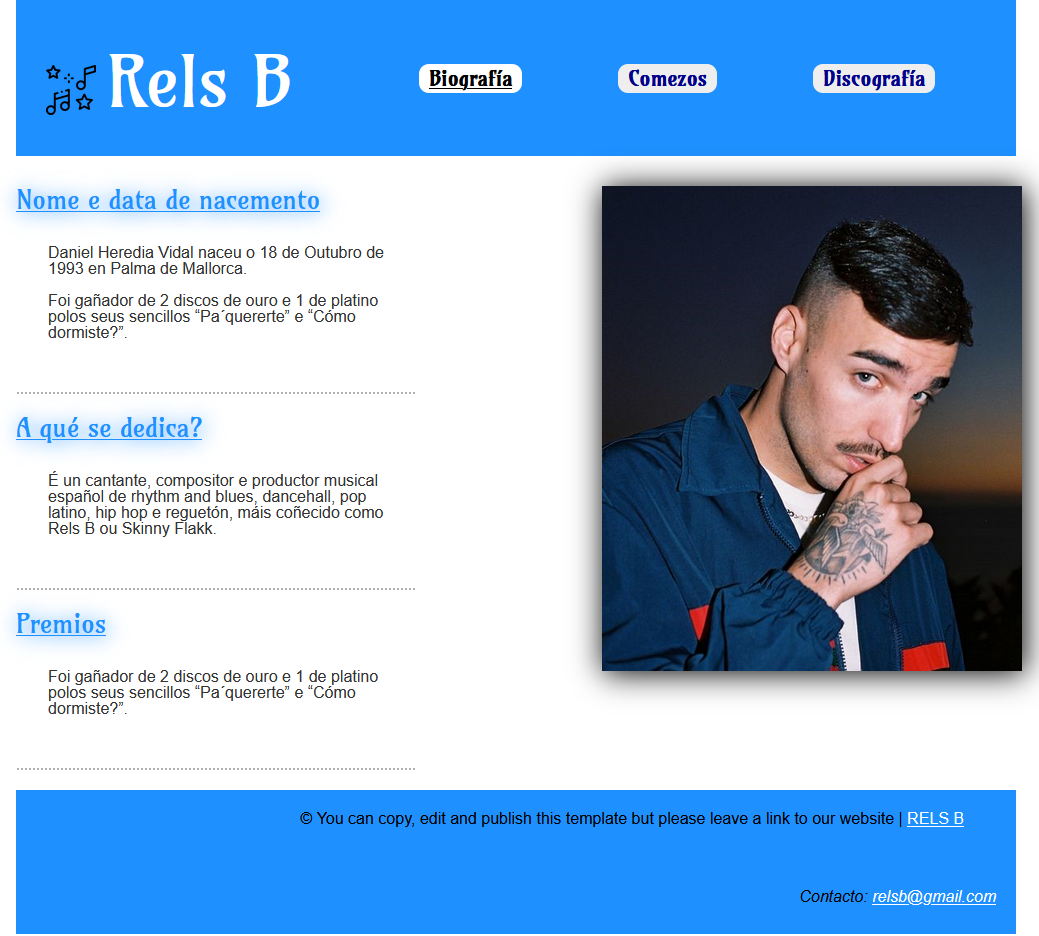 Rels B
Biografía
Comezos
Discografía
Nome e data de nacemento
Daniel Heredia Vidal naceu o 18 de Outubro de
1993 en Palma de Mallorca.
Foi gañador de 2 discos de ouro e 1 de platino
polos seus sencillos “Pa´quererte” e “Cómo
dormiste?”.
A qué se dedica?
É un cantante, compositor e productor musical
español de rhythm and blues, dancehall, pop
latino, hip hop e reguetón, máis coñecido como
Rels B ou Skinny Flakk.
Premios
Foi gañador de 2 discos de ouro e 1 de platino
polos seus sencillos “Pa´quererte” e “Cómo
dormiste?”.
© You can copy, edit and publish this template but please leave a link to our website | RELS B
Contacto: relsb@gmail.com